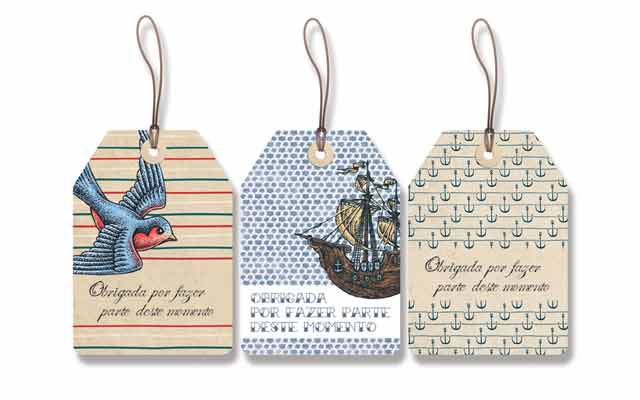 Obrigada por fazer
parte deste momento
OBRIGADA
POR FAZER PARTE
DESTE MOMENTO
Obrigada por fazer
parte deste momento